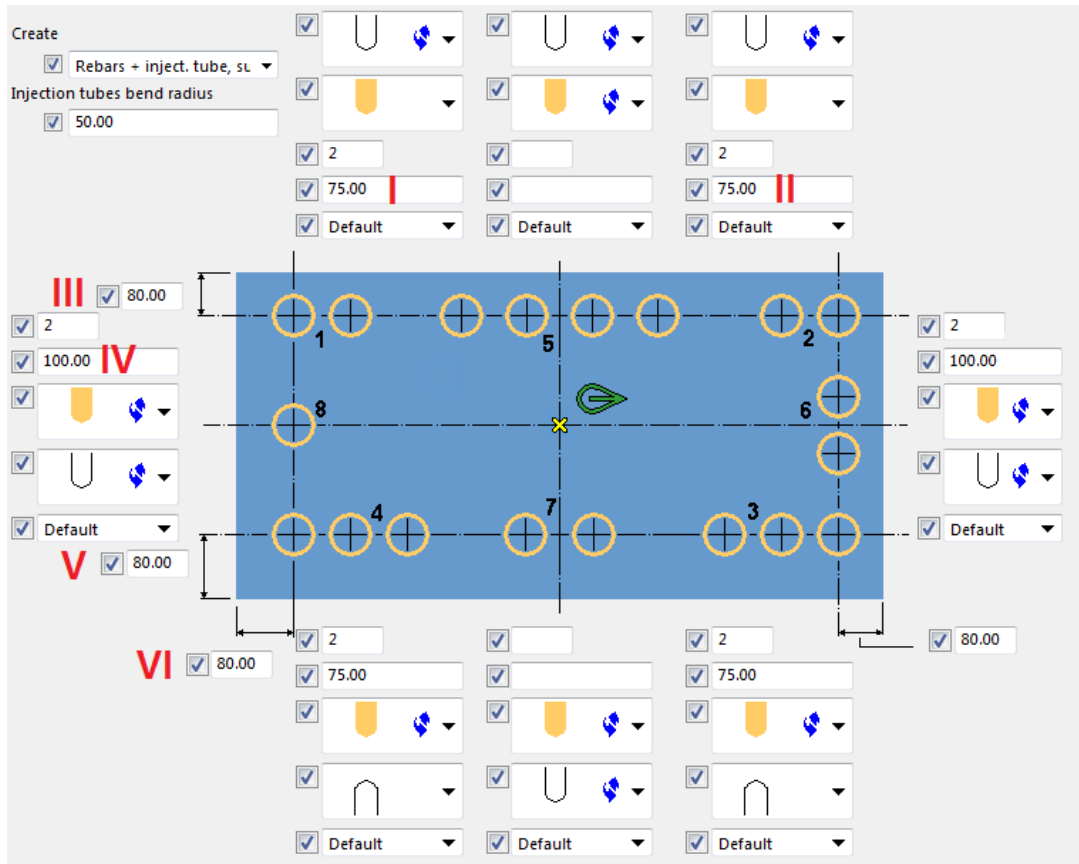 Create
Rebars + inject. tube, su
Injection tubes bend radius
50.00
2
2
75.00 I
75.00 II
Default
Default
Default
III 80.00
2
100.00 IV
Default
V 80.00
1
5
2
8
6
4
7
3
2
100.00
Default
VI 80.00
80.00
2
2
75.00
75.00
Default
Default
Default